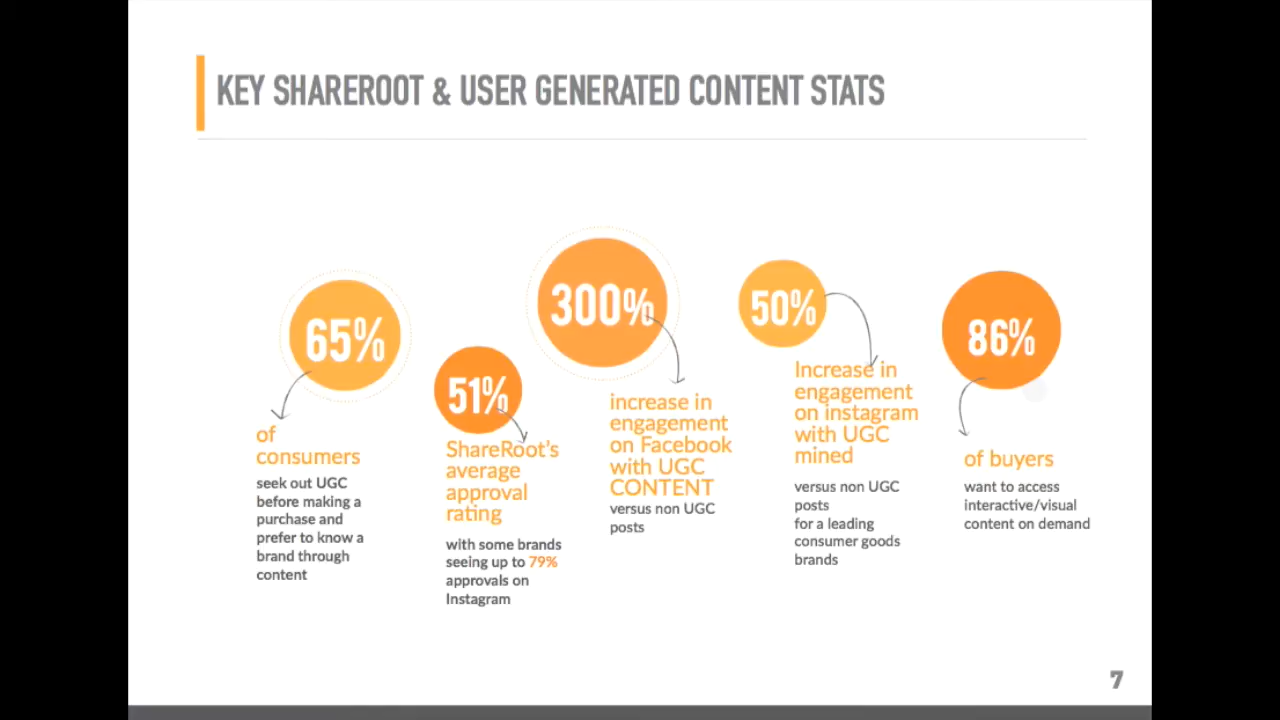 KEY SHAREROOT & USER GENERATED CONTENT STATS
65%
of
consumers
seek out UGC
before making a
purchase and
prefer to know a
brand through
content
51%
ShareRoot's
average
approval
rating
with some brands
seeing up to 79%
approvals on
Instagram
300%
increase in
engagement
on Facebook
with UGC
CONTENT
versus non UGC
posts
50%
Increase in
engagement
on instagram
with UGC
mined
versus non UGC
posts
for a leading
consumer goods
brands
86%
of buyers
want to access
interactive/visual
content on demand
7